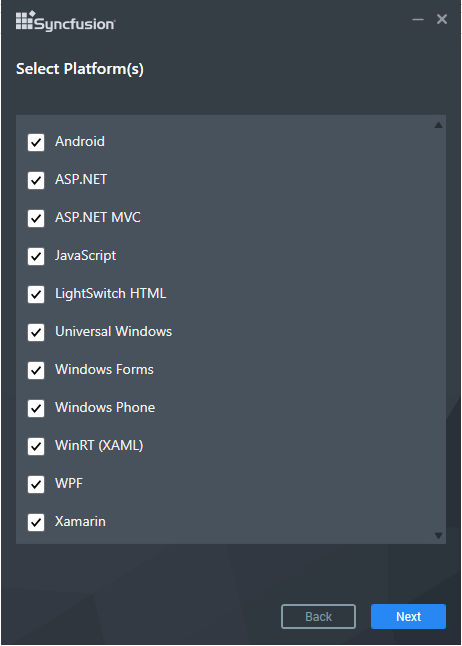 Syncfusion
Select Platform(s)
Android
ASP.NET
ASP.NET MVC
JavaScript
LightSwitch HTML
Universal Windows
Windows Forms
Windows Phone
WinRT (XAML)
WPF
Xamarin
Back Next